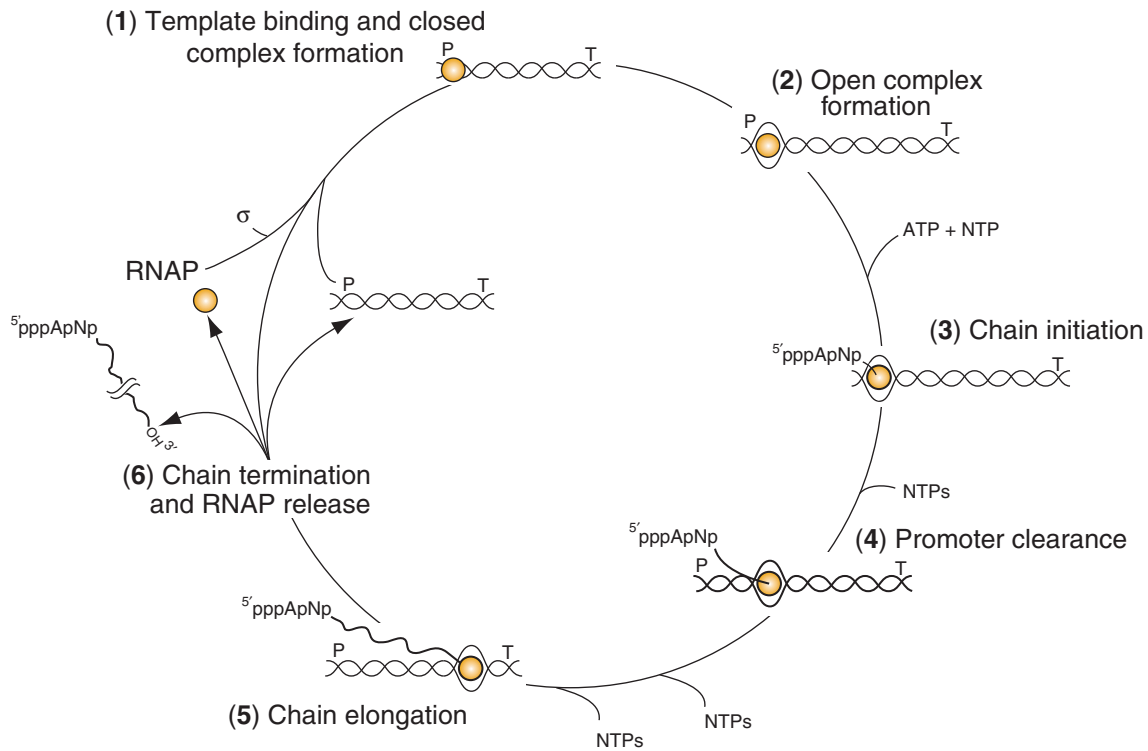 (1) Template binding and closed
complex formation
P
T
(2) Open complex
formation
P
T
ATP + NTP
(3) Chain initiation
5′pppApNp
T
NTPs
(4) Promoter clearance
5′pppApNp
P
T
NTPs
NTPs
(5) Chain elongation
5′pppApNp
P
T
(6) Chain termination
and RNAP release
5′pppApNp
OH 3′
RNAP
σ
P
T